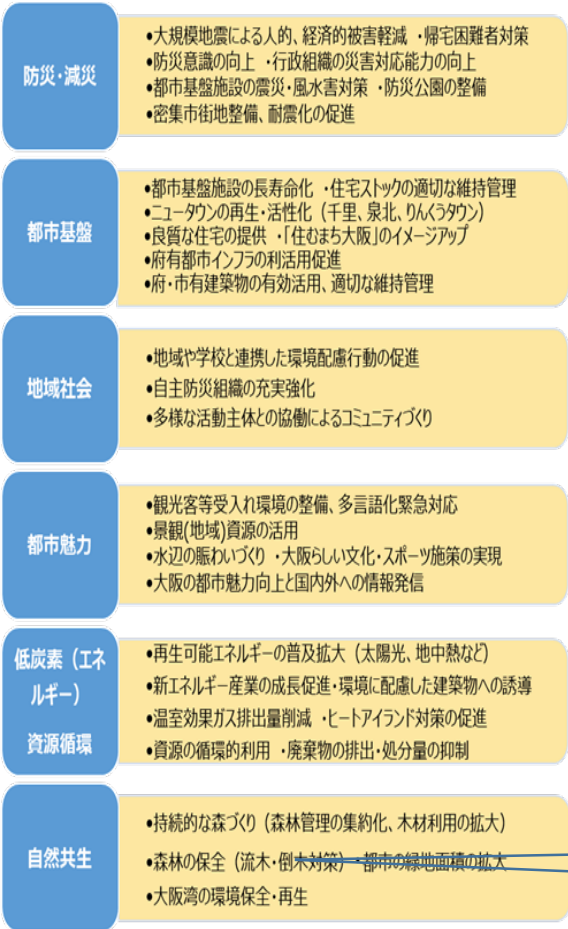 防災・減災
•大規模地震による人的、経済的被害軽減 ・帰宅困難者対策
•防災意識の向上 ・行政組織の災害対応能力の向上
•都市基盤施設の震災・風水害対策 ・防災公園の整備
•密集市街地整備、耐震化の促進
都市基盤
•都市基盤施設の長寿命化 ・住宅ストックの適切な維持管理
•ニュータウンの再生・活性化（千里、泉北、りんくうタウン）
•良質な住宅の提供 ・「住むまち大阪」のイメージアップ
•府有都市インフラの利活用促進
•府・市有建築物の有効活用、適切な維持管理
地域社会
•地域や学校と連携した環境配慮行動の促進
•自主防災組織の充実強化
•多様な活動主体との協働によるコミュニティづくり
都市魅力
•観光客等受入れ環境の整備、多言語化緊急対応
•景観(地域)資源の活用
•水辺の賑わいづくり ・大阪らしい文化・スポーツ施策の実現
•大阪の都市魅力向上と国内外への情報発信
低炭素（エネ
ルギー）
資源循環
•再生可能エネルギーの普及拡大（太陽光、地中熱など）
•新エネルギー産業の成長促進・環境に配慮した建築物への誘導
•温室効果ガス排出量削減 ・ヒートアイランド対策の促進
•資源の循環的利用 ・廃棄物の排出・処分量の抑制
自然共生
•持続的な森づくり（森林管理の集約化、木材利用の拡大）
•森林の保全（流木・倒木対策）・都市の緑地面積の拡大
•大阪湾の環境保全・再生